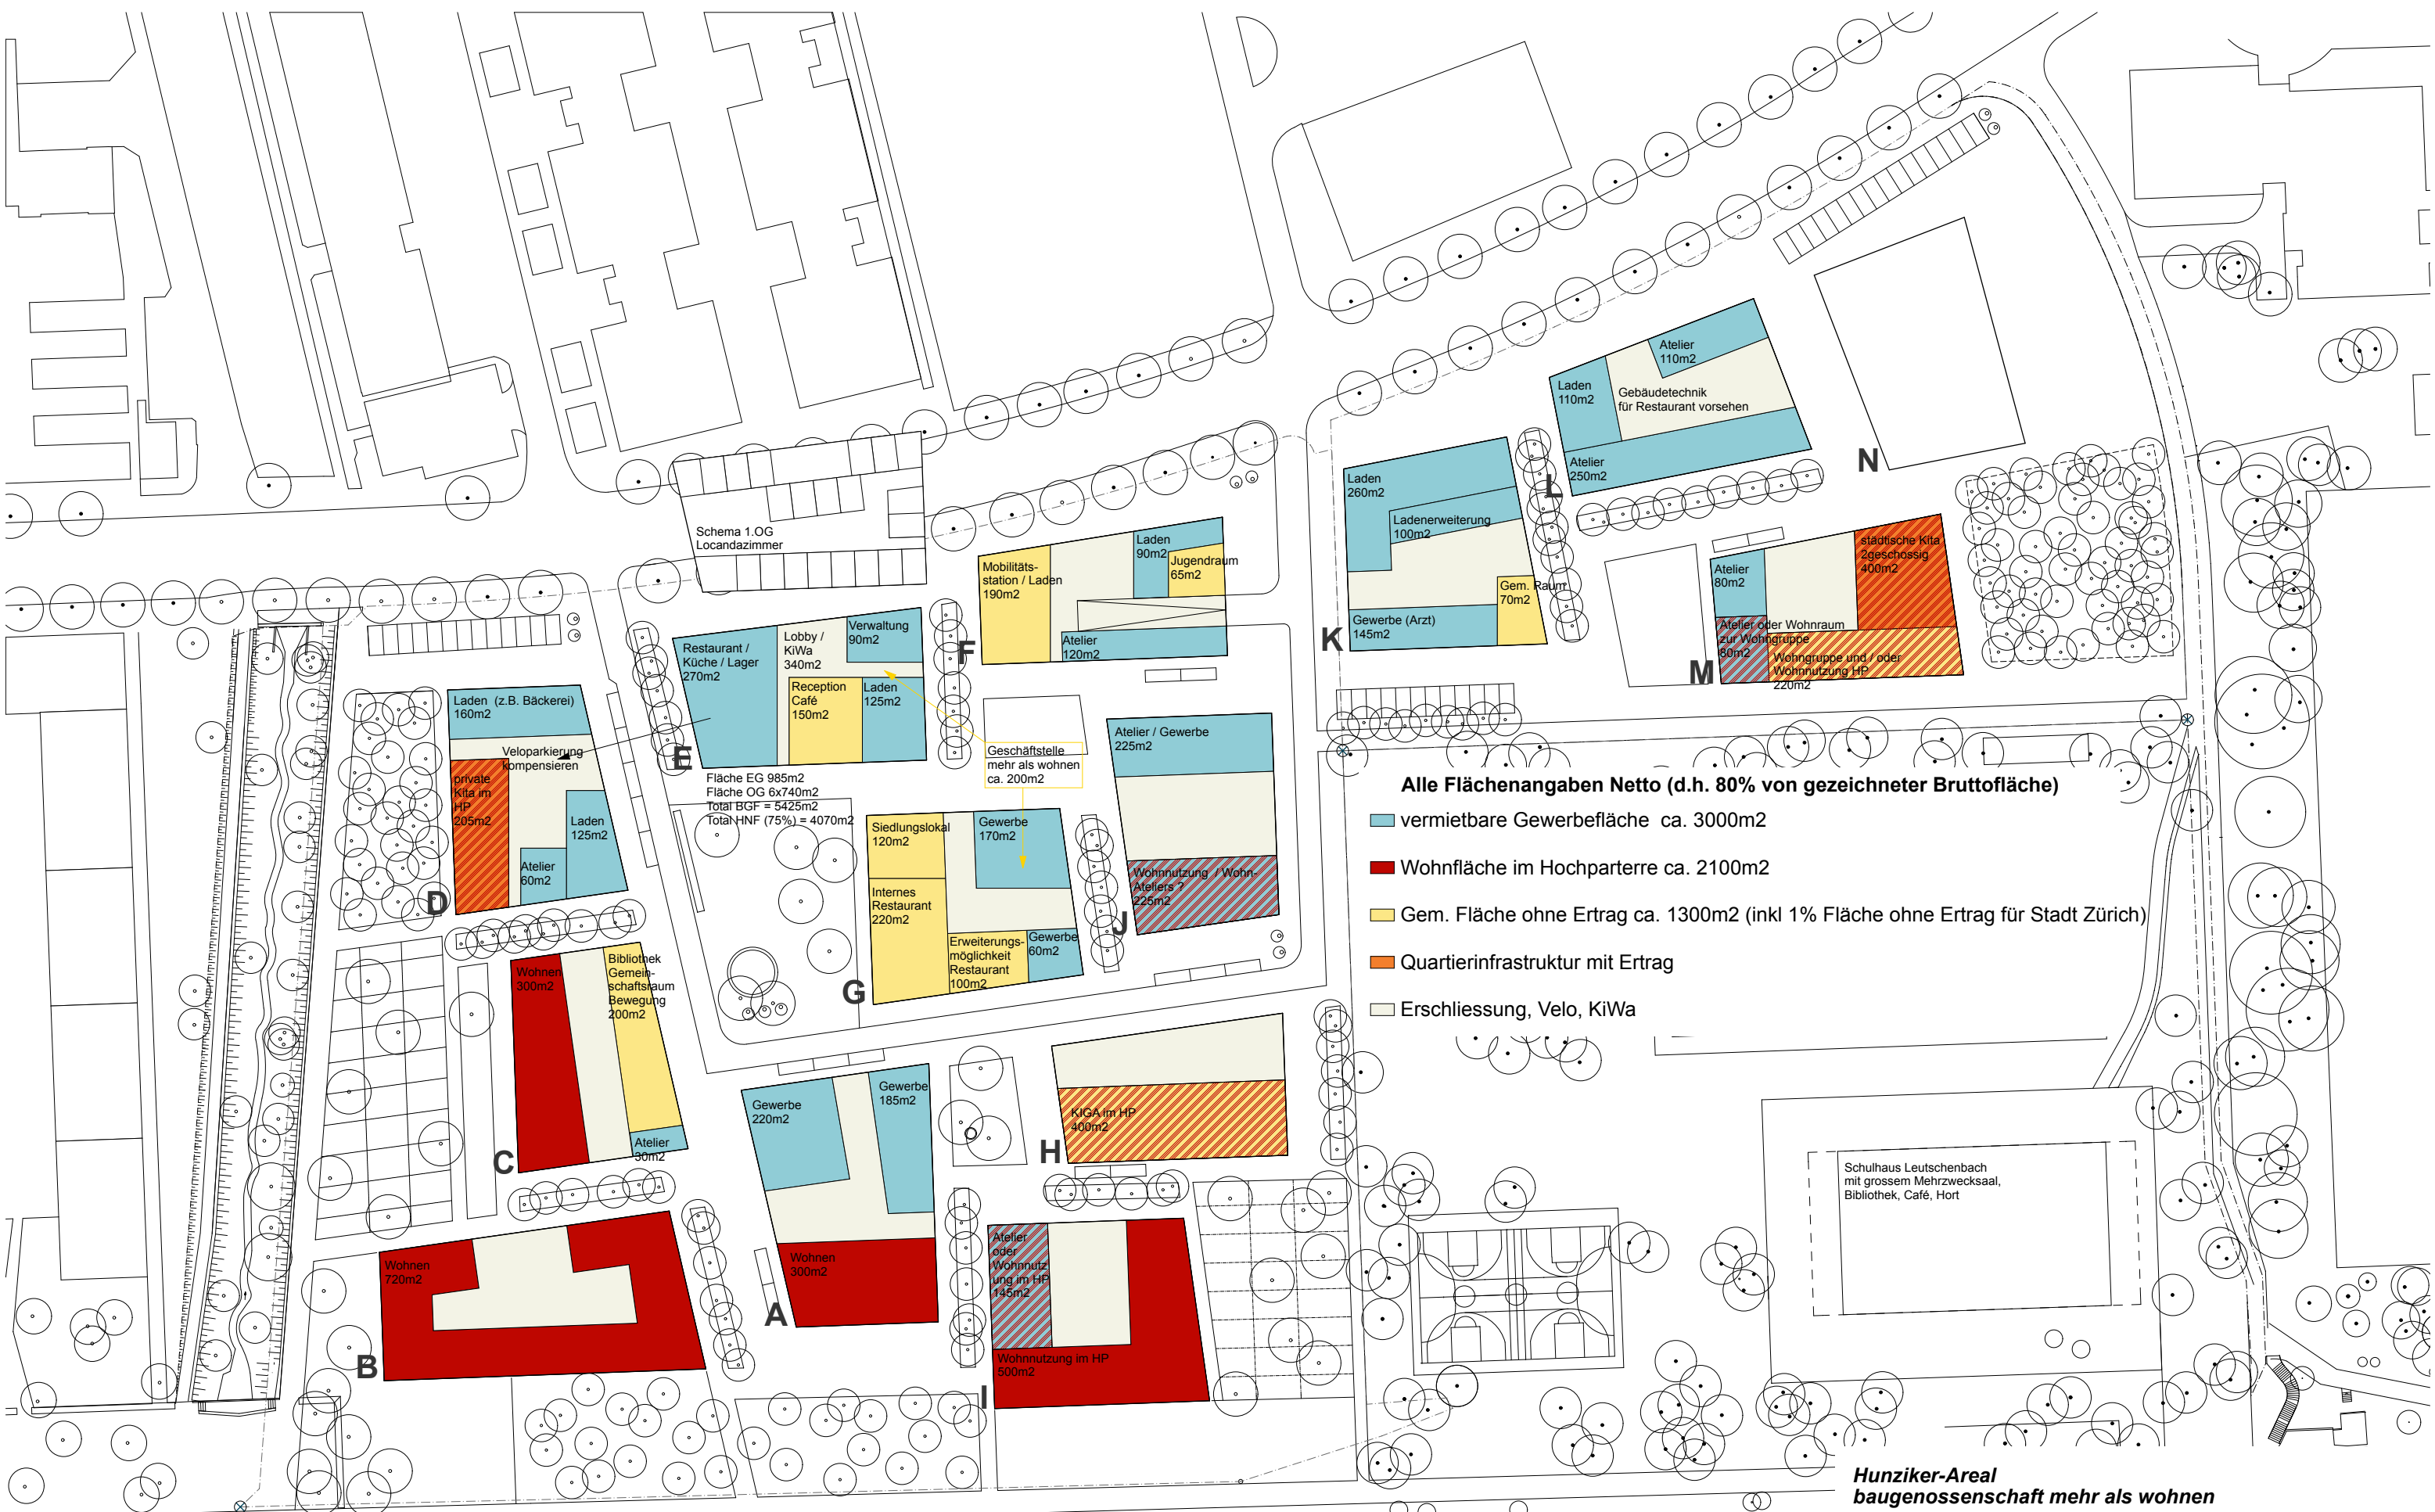 Atelier
110m2
Laden
110m2
Gebäudetechnik
für Restaurant vorsehen
Atelier
250m2
L
N
Laden
260m2
Ladenerweiterung
100m2
Gem. Raum
70m2
Gewerbe (Arzt)
145m2
K
städtische Kita
2geschossig
400m2
Atelier
80m2
Atelier oder Wohnraum
zur Wohngruppe
80m2
Wohngruppe und / oder
Wohnnutzung HP
220m2
M
Schema 1.OG
Locandazimmer
Mobilitäts-
station / Laden
190m2
Laden
90m2
Jugendraum
65m2
Atelier
120m2
F
Restaurant /
Küche / Lager
270m2
Lobby /
KiWa
340m2
Verwaltung
90m2
Reception
Café
150m2
Laden
125m2
E
Fläche EG 985m2
Fläche OG 6x740m2
Total BGF = 5425m2
Total HNF (75%) = 4070m2
Geschäftstelle
mehr als wohnen
ca. 200m2
Laden (z.B. Bäckerei)
160m2
Veloparkierung
kompensieren
private
Kita im
HP
205m2
Laden
125m2
Atelier
60m2
D
Atelier / Gewerbe
225m2
Wohnnutzung / Wohn-
Ateliers ?
225m2
J
Siedlungslokal
120m2
Gewerbe
170m2
Internes
Restaurant
220m2
Erweiterungs-
möglichkeit
Restaurant
100m2
Gewerbe
60m2
G
Alle Flächenangaben Netto (d.h. 80% von gezeichneter Bruttofläche)
vermietbare Gewerbefläche ca. 3000m2
Wohnfläche im Hochparterre ca. 2100m2
Gem. Fläche ohne Ertrag ca. 1300m2 (inkl 1% Fläche ohne Ertrag für Stadt Zürich)
Quartierinfrastruktur mit Ertrag
Erschliessung, Velo, KiWa
Wohnen
300m2
Bibliothek
Gemein-
schaftsraum
Bewegung
200m2
Atelier
30m2
C
Gewerbe
220m2
Gewerbe
185m2
Wohnen
300m2
A
KIGA im HP
400m2
H
Wohnen
720m2
B
Atelier
oder
Wohnnutz
ung im HP
145m2
Wohnnutzung im HP
500m2
I
Schulhaus Leutschenbach
mit grossem Mehrzwecksaal,
Bibliothek, Café, Hort
Hunziker-Areal
baugenossenschaft mehr als wohnen